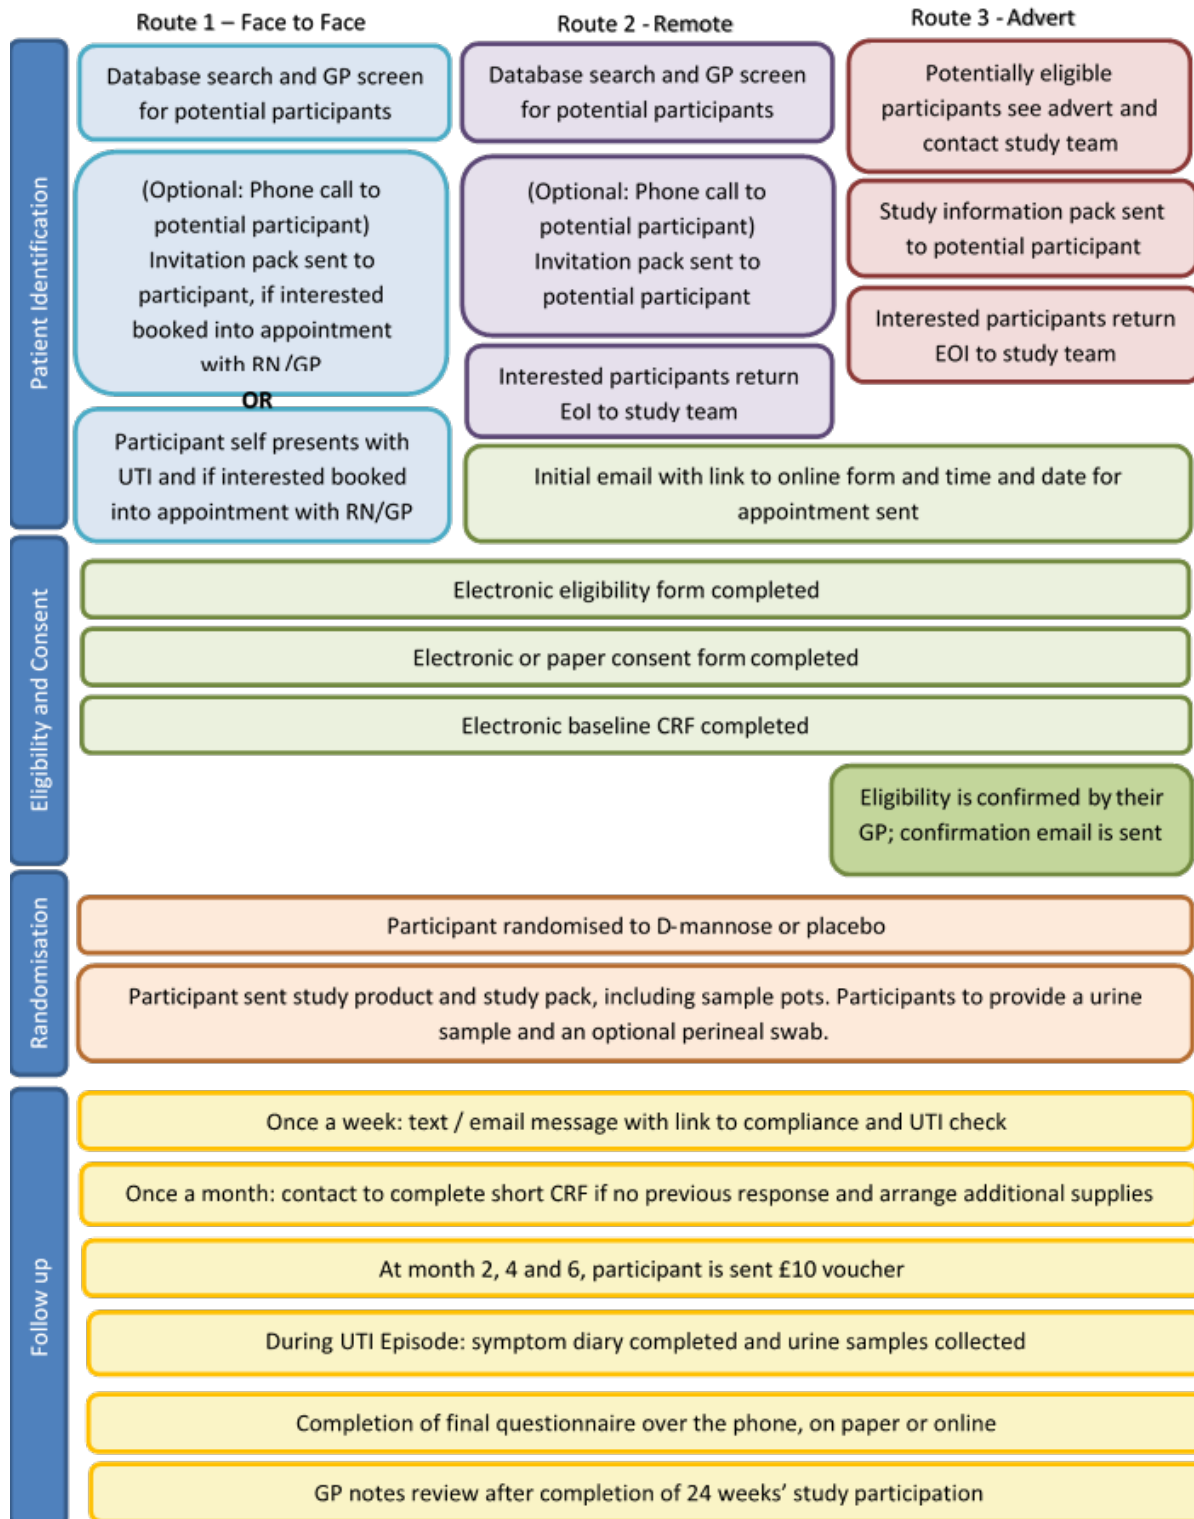 Route 1 – Face to Face
Route 2 - Remote
Route 3 - Advert
Patient Identification
Database search and GP screen
for potential participants
(Optional: Phone call to
potential participant)
Invitation pack sent to
participant, if interested
booked into appointment
with RN/GP
OR
Participant self presents with
UTI and if interested booked
into appointment with RN/GP
Database search and GP screen
for potential participants
(Optional: Phone call to
potential participant)
Invitation pack sent to
potential participant
Interested participants return
EoI to study team
Potentially eligible
participants see advert and
contact study team
Study information pack sent
to potential participant
Interested participants return
EOI to study team
Initial email with link to online form and time and date for
appointment sent
Eligibility and Consent
Electronic eligibility form completed
Electronic or paper consent form completed
Electronic baseline CRF completed
Eligibility is confirmed by their
GP; confirmation email is sent
Randomisation
Participant randomised to D-mannose or placebo
Participant sent study product and study pack, including sample pots. Participants to provide a urine
sample and an optional perineal swab.
Follow up
Once a week: text / email message with link to compliance and UTI check
Once a month: contact to complete short CRF if no previous response and arrange additional supplies
At month 2, 4 and 6, participant is sent £10 voucher
During UTI Episode: symptom diary completed and urine samples collected
Completion of final questionnaire over the phone, on paper or online
GP notes review after completion of 24 weeks' study participation